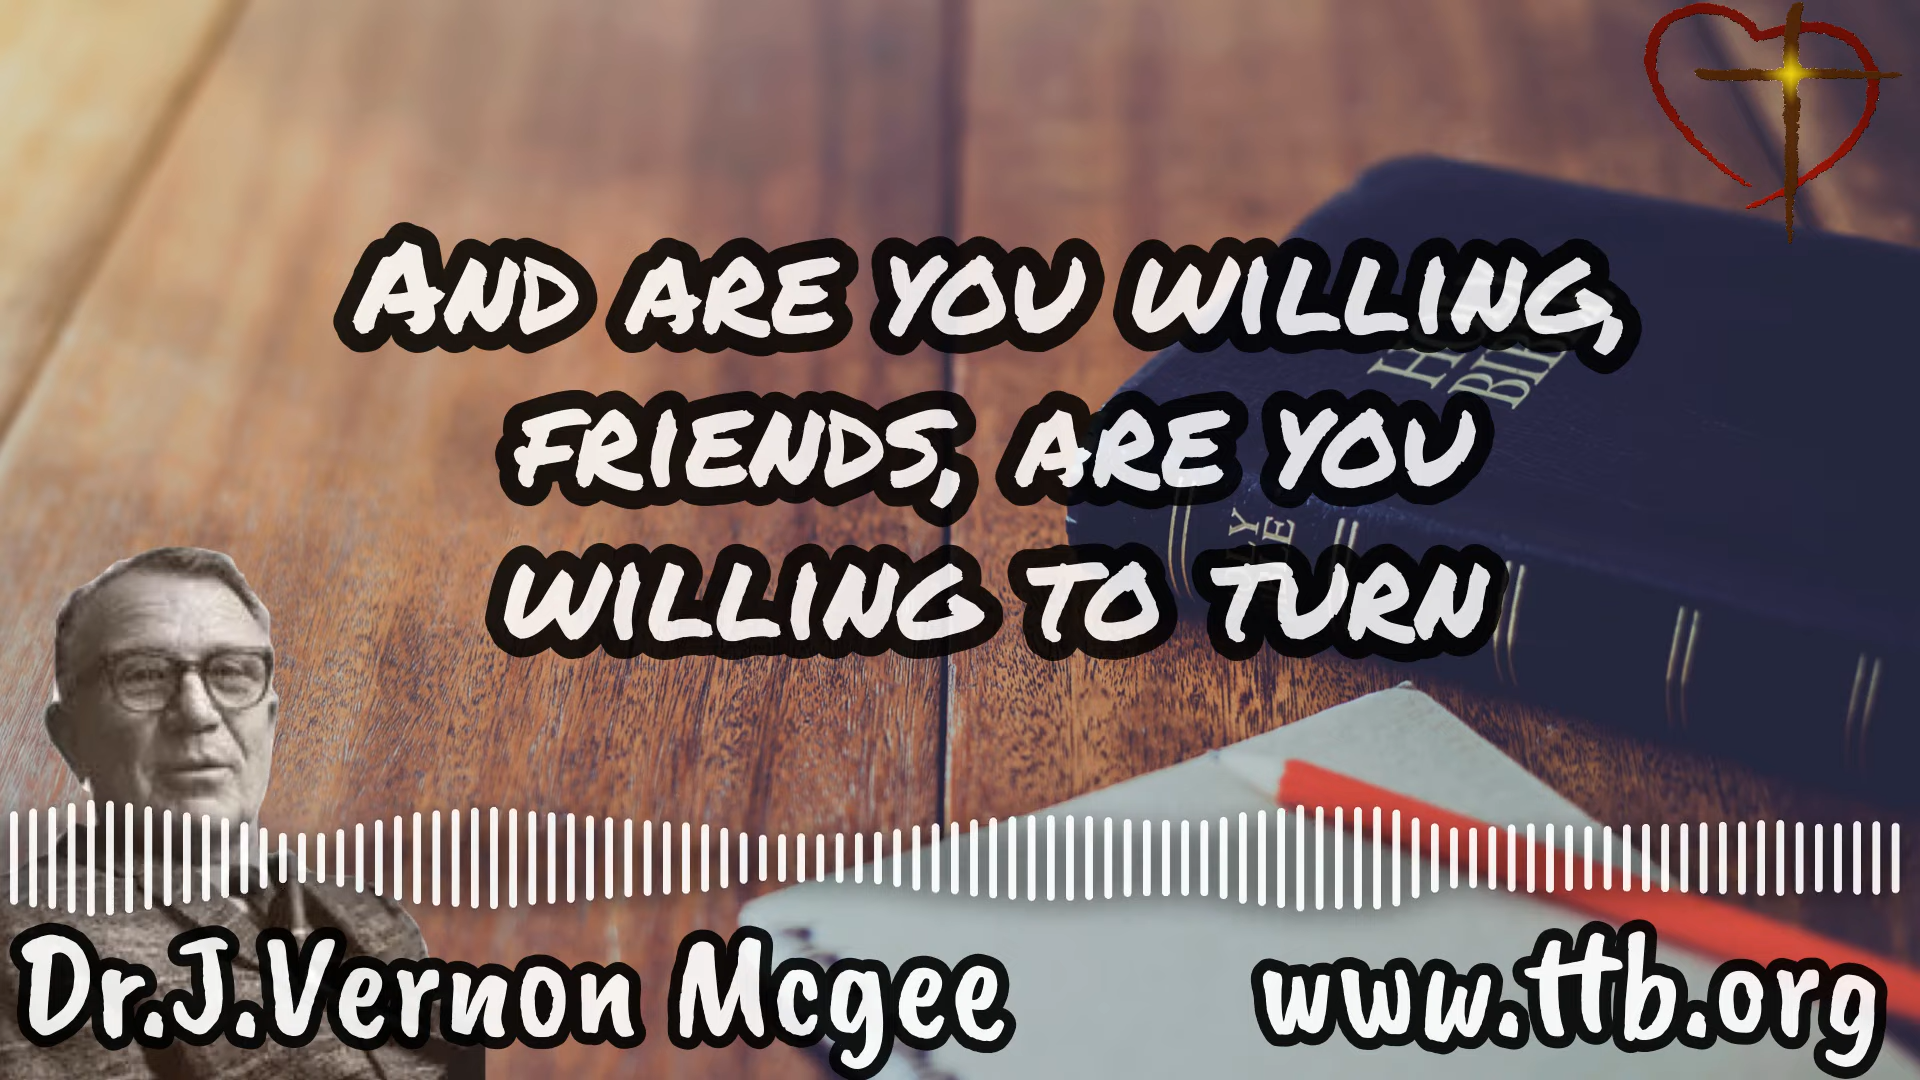 AND ARE YOU WILLING,
FRIENDS, ARE YOU
WILLING TO TURN
Dr.J.Vernon Mcgee
www.ttb.org